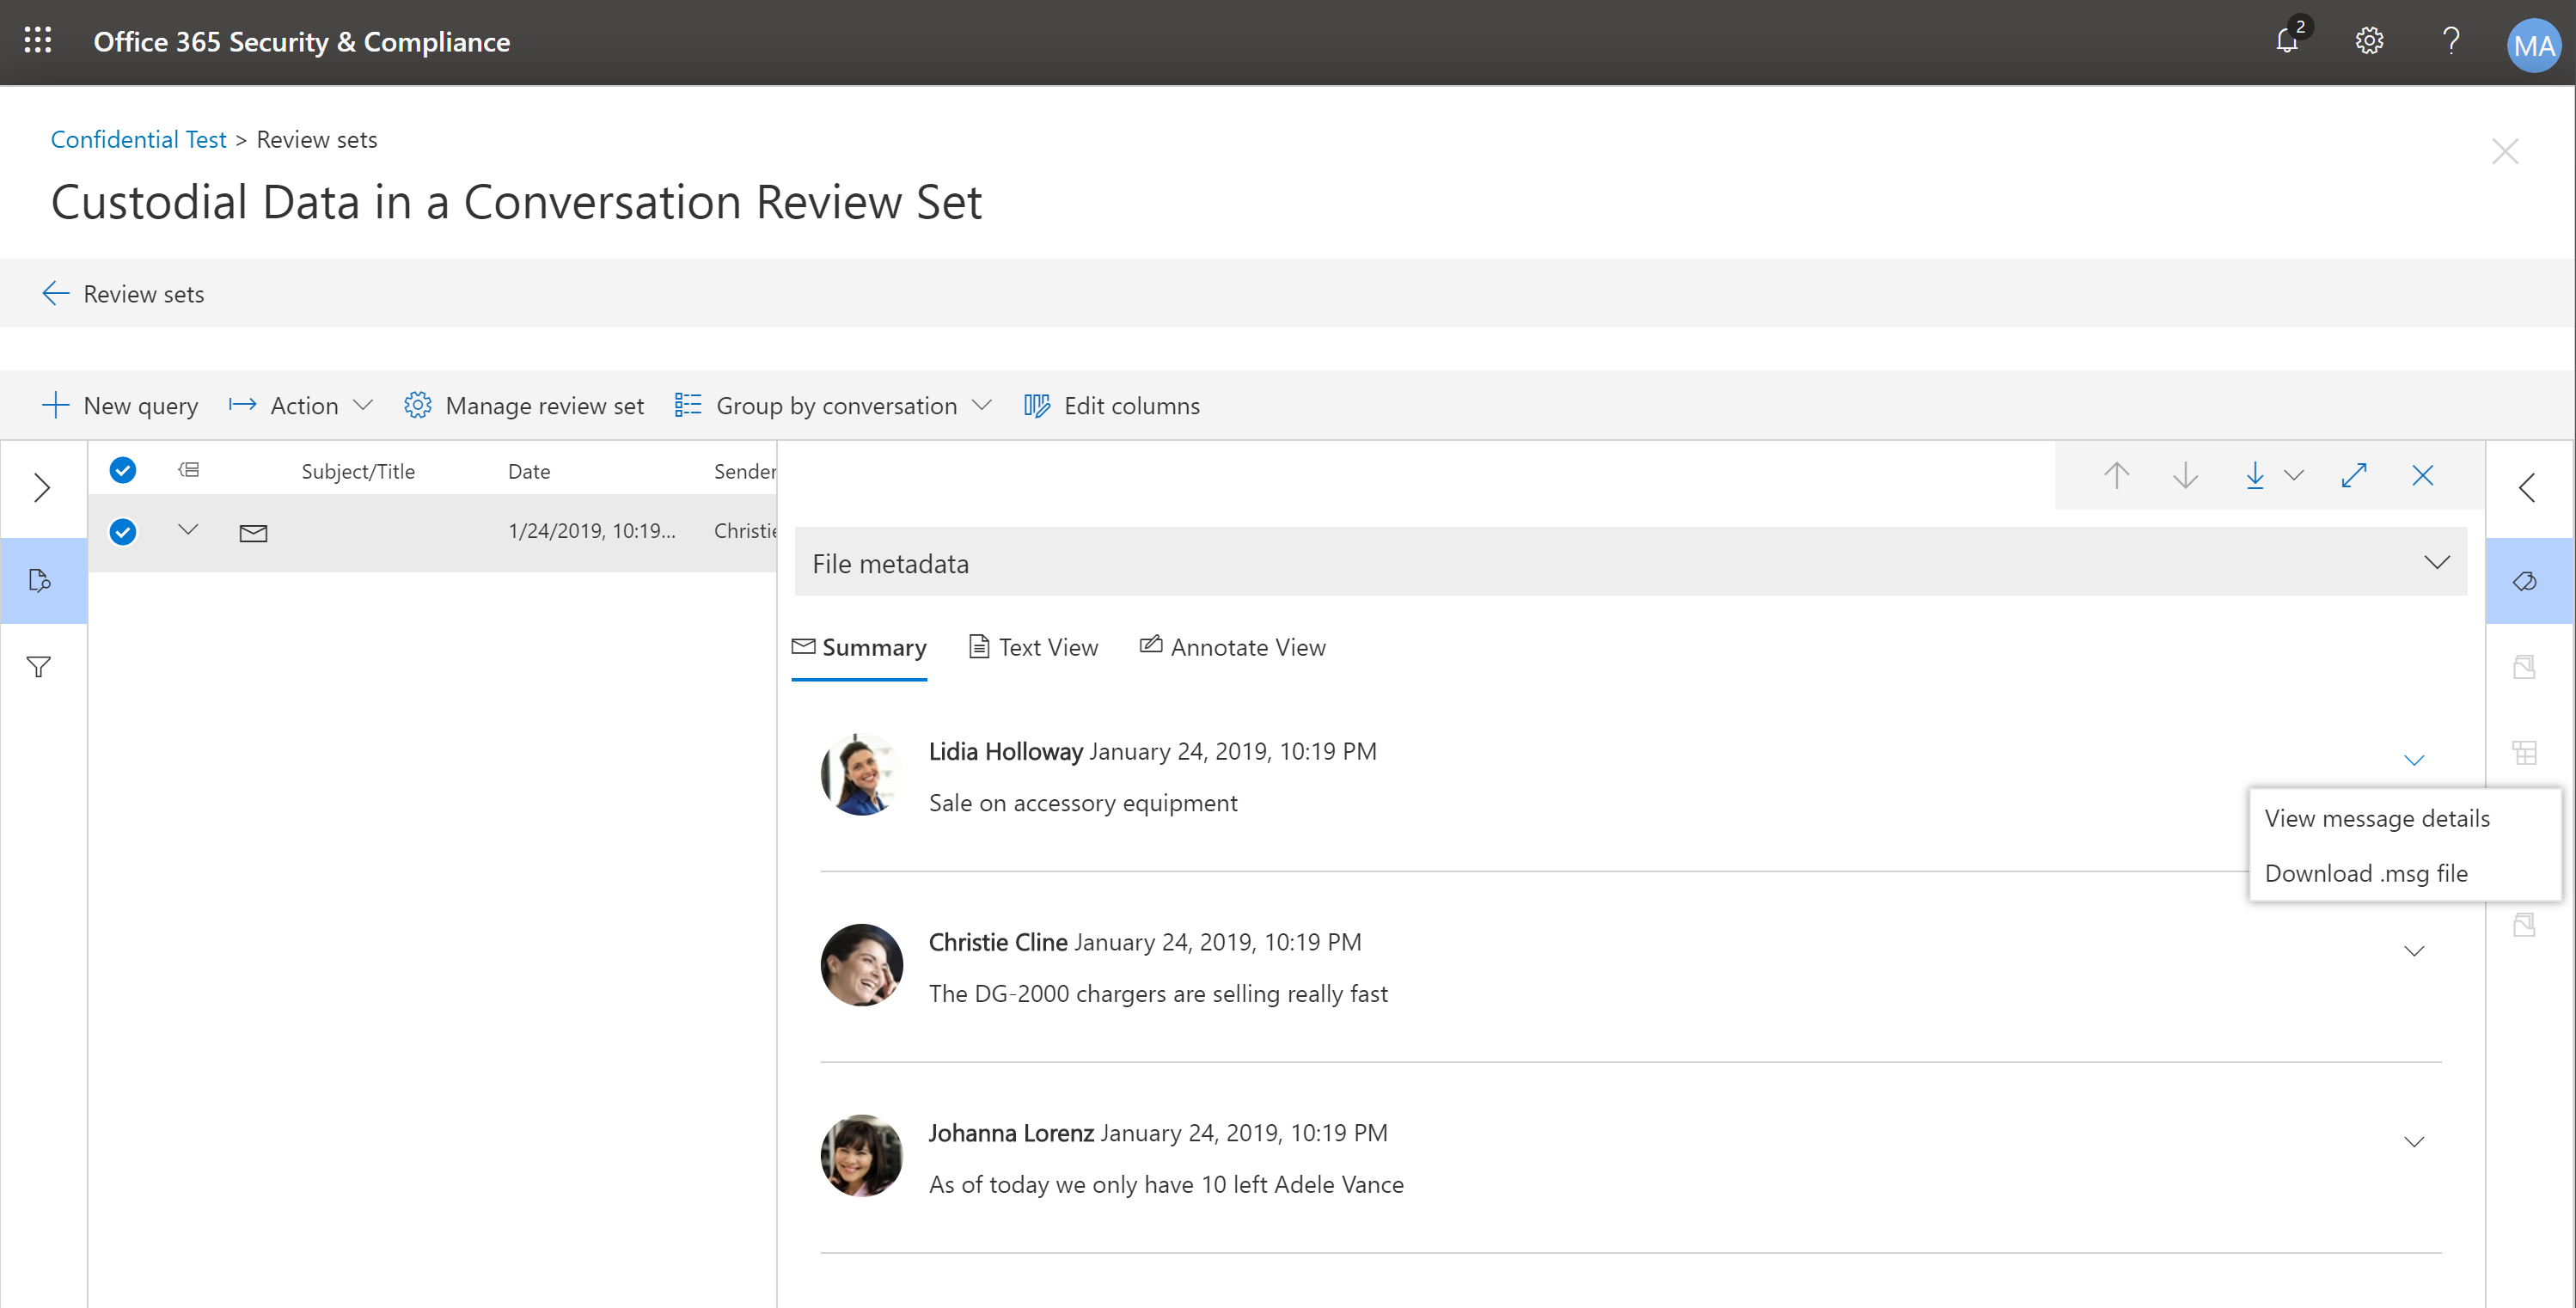 Office 365 Security & Compliance
2
MA
Confidential Test > Review sets
Custodial Data in a Conversation Review Set
Review sets
New query
Action
Manage review set
Group by conversation
Edit columns
Subject/Title
Date
Sender
1/24/2019, 10:19...
Christie
File metadata
Summary
Text View
Annotate View
Lidia Holloway January 24, 2019, 10:19 PM
Sale on accessory equipment
View message details
Download .msg file
Christie Cline January 24, 2019, 10:19 PM
The DG-2000 chargers are selling really fast
Johanna Lorenz January 24, 2019, 10:19 PM
As of today we only have 10 left Adele Vance